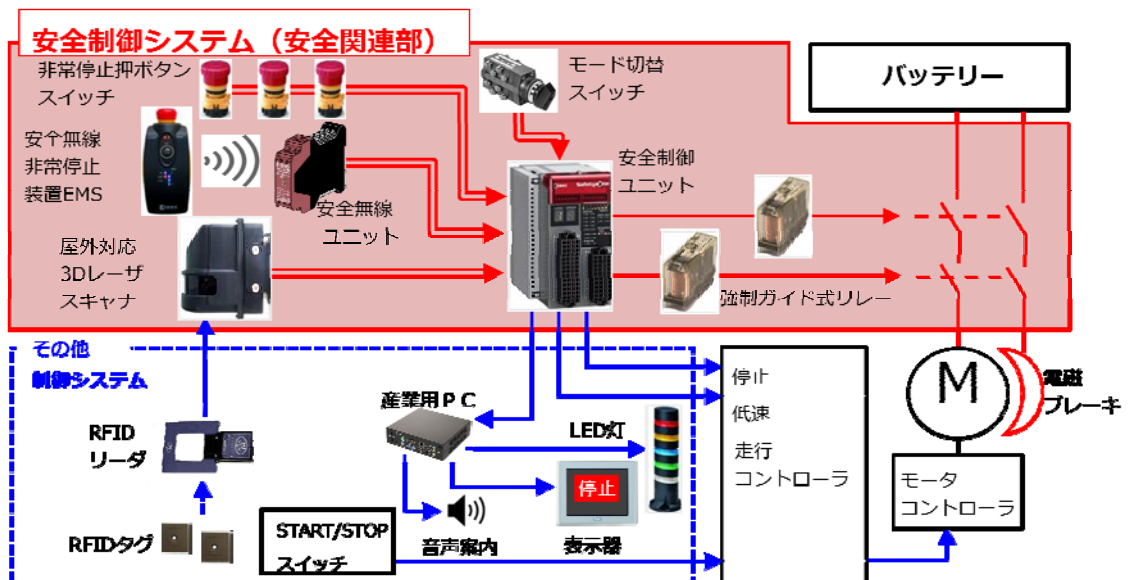 安全制御システム（安全関連部）
非常停止押ボタン
スイッチ
モード切替
スイッチ
バッテリー
安全無線
非常停止
装置EMS
安全制御
ユニット
安全無線
ユニット
屋外対応
3Dレーザ
スキャナ
強制ガイド式リレー
その他
制御システム
停止
低速
走行
コントローラ
M
電磁
ブレーキ
産業用ＰＣ
LED灯
RFID
リーダ
停止
モータ
コントローラ
START/STOP
スイッチ
音声案内
表示器
RFIDタグ